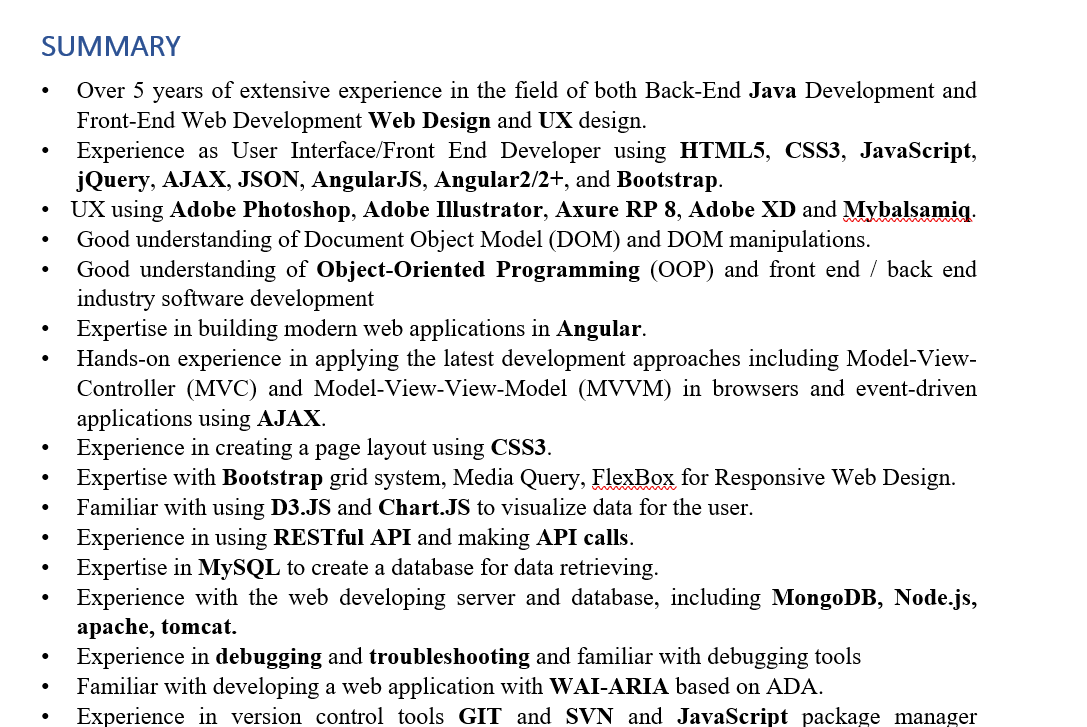 SUMMARY
• Over 5 years of extensive experience in the field of both Back-End Java Development and
Front-End Web Development Web Design and UX design.
• Experience as User Interface/Front End Developer using HTML5, CSS3, JavaScript,
jQuery, AJAX, JSON, AngularJS, Angular2/2+, and Bootstrap.
• UX using Adobe Photoshop, Adobe Illustrator, Axure RP 8, Adobe XD and Mybalsamiq.
• Good understanding of Document Object Model (DOM) and DOM manipulations.
• Good understanding of Object-Oriented Programming (OOP) and front end / back end
industry software development
• Expertise in building modern web applications in Angular.
• Hands-on experience in applying the latest development approaches including Model-View-
Controller (MVC) and Model-View-View-Model (MVVM) in browsers and event-driven
applications using AJAX.
• Experience in creating a page layout using CSS3.
• Expertise with Bootstrap grid system, Media Query, FlexBox for Responsive Web Design.
• Familiar with using D3.JS and Chart.JS to visualize data for the user.
• Experience in using RESTful API and making API calls.
• Expertise in MySQL to create a database for data retrieving.
• Experience with the web developing server and database, including MongoDB, Node.js,
apache, tomcat.
• Experience in debugging and troubleshooting and familiar with debugging tools
• Familiar with developing a web application with WAI-ARIA based on ADA.
• Experience in version control tools GIT and SVN and JavaScript package manager